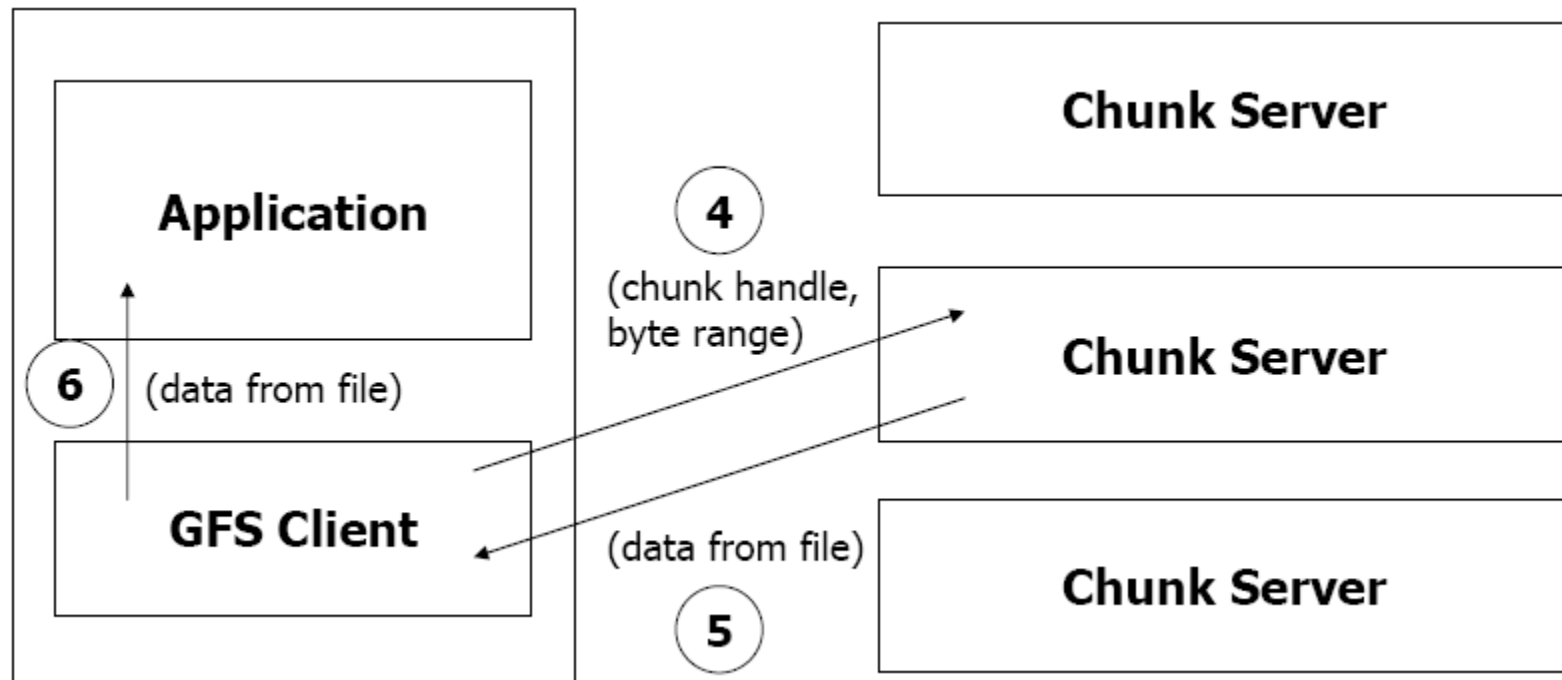 Application
6
(data from file)
GFS Client
4
(chunk handle,
byte range)
(data from file)
5
Chunk Server
Chunk Server
Chunk Server